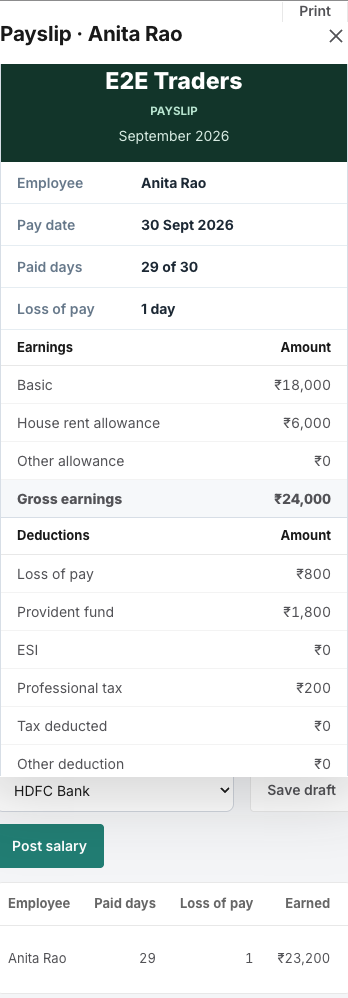 Print
Payslip · Anita Rao
E2E Traders
PAYSLIP
September 2026
Employee Anita Rao
Pay date 30 Sept 2026
Paid days 29 of 30
Loss of pay 1 day
Earnings Amount
Basic ₹18,000
House rent allowance ₹6,000
Other allowance ₹0
Gross earnings ₹24,000
Deductions Amount
Loss of pay ₹800
Provident fund ₹1,800
ESI ₹0
Professional tax ₹200
Tax deducted ₹0
Other deduction ₹0
HDFC Bank Save draft
Post salary
Employee Paid days Loss of pay Earned
Anita Rao 29 1 ₹23,200